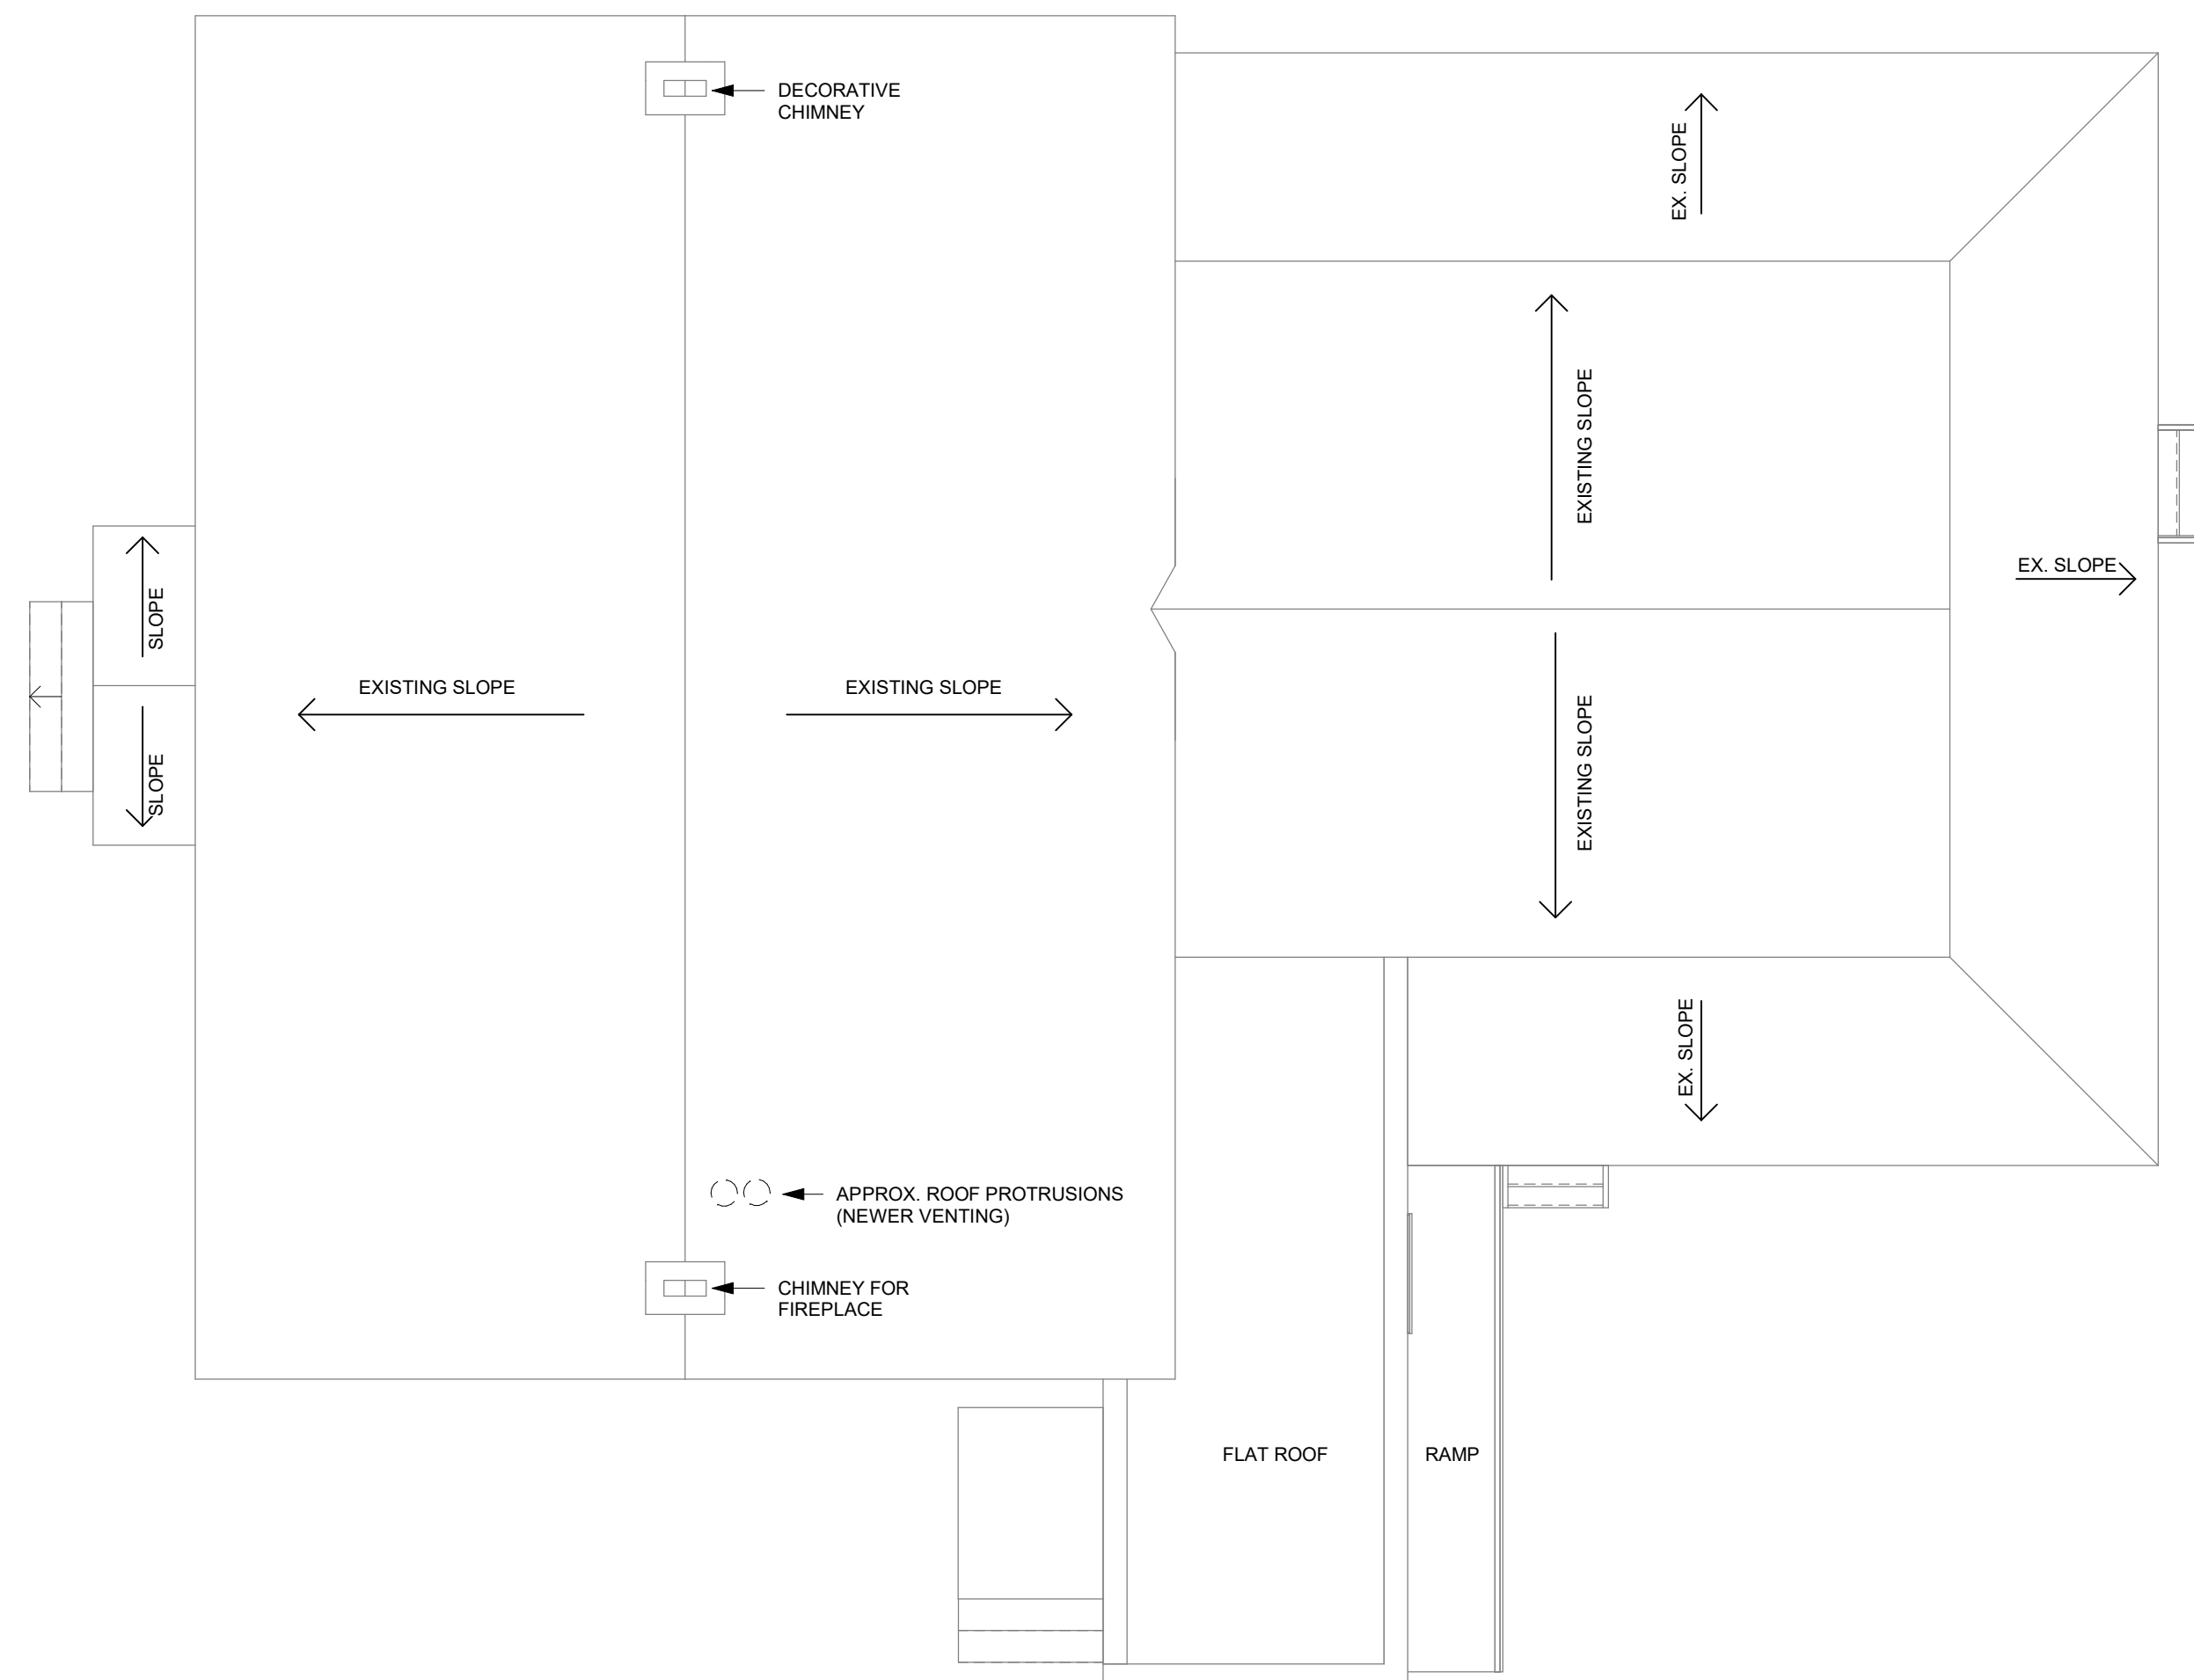 DECORATIVE
CHIMNEY
EX. SLOPE
EXISTING SLOPE
EX. SLOPE
SLOPE
EXISTING SLOPE
EXISTING SLOPE
SLOPE
EXISTING SLOPE
EX. SLOPE
APPROX. ROOF PROTRUSIONS
(NEWER VENTING)
CHIMNEY FOR
FIREPLACE
FLAT ROOF
RAMP